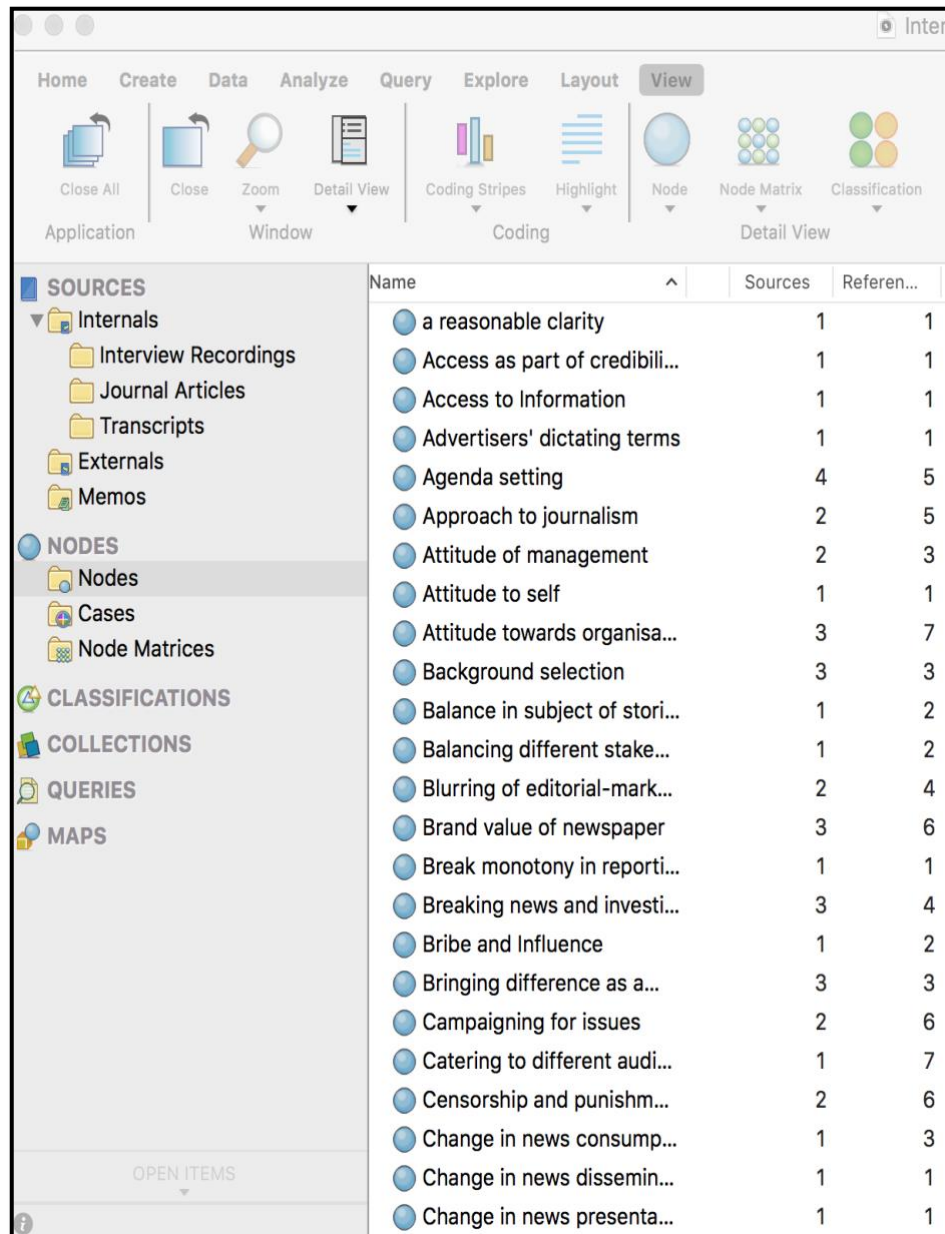 Inter
Home Create Data Analyze Query Explore Layout View
Close All Close Zoom Detail View Coding Stripes Highlight Node Node Matrix Classification
Application Window Coding Detail View
SOURCES
Internals
Interview Recordings
Journal Articles
Transcripts
Externals
Memos
NODES
Nodes
Cases
Node Matrices
CLASSIFICATIONS
COLLECTIONS
QUERIES
MAPS
OPEN ITEMS
Name Sources Referen...
a reasonable clarity 1 1
Access as part of credibili... 1 1
Access to Information 1 1
Advertisers' dictating terms 1 1
Agenda setting 4 5
Approach to journalism 2 5
Attitude of management 2 3
Attitude to self 1 1
Attitude towards organisa... 3 7
Background selection 3 3
Balance in subject of stori... 1 2
Balancing different stake... 1 2
Blurring of editorial-mark... 2 4
Brand value of newspaper 3 6
Break monotony in reporti... 1 1
Breaking news and investi... 3 4
Bribe and Influence 1 2
Bringing difference as a... 3 3
Campaigning for issues 2 6
Catering to different audi... 1 7
Censorship and punishm... 2 6
Change in news consump... 1 3
Change in news dissemin... 1 1
Change in news presenta... 1 1